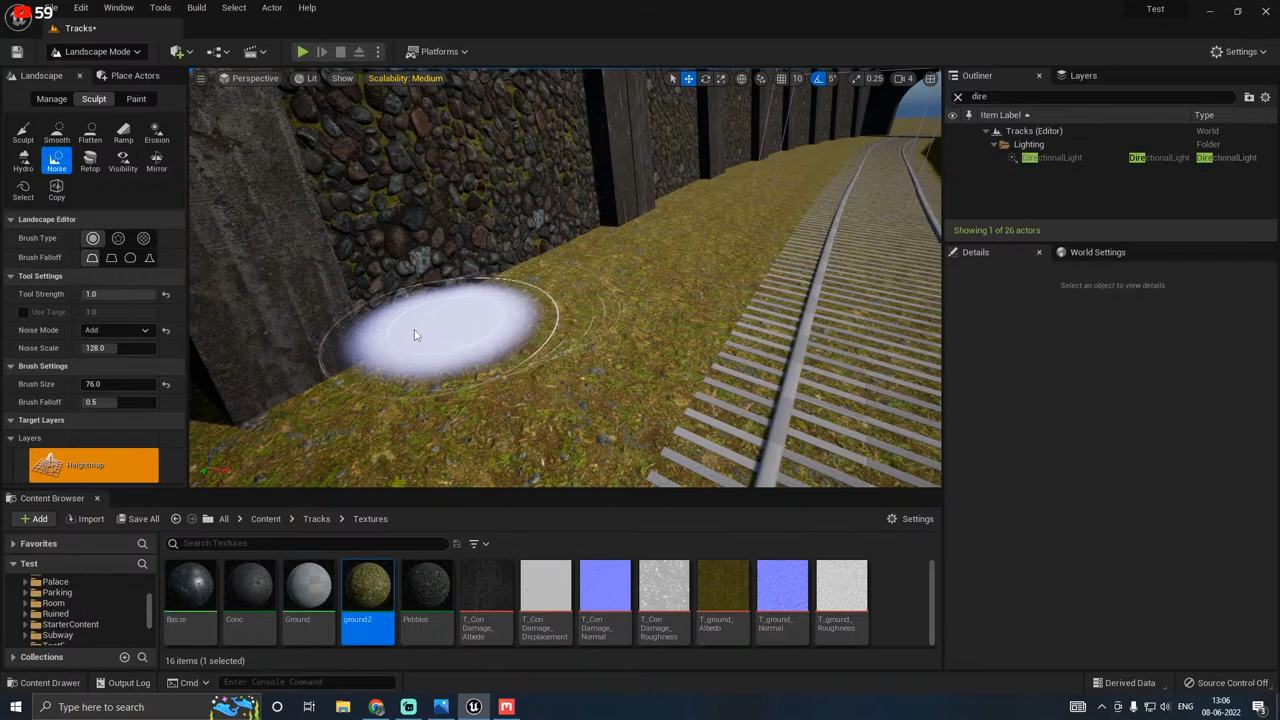 59 File Edit Window Tools Build Select Actor Help Test
Tracks*
Landscape Mode Platforms Settings
Landscape Place Actors Perspective Lit Show Scalability: Medium 10 5° 0.25 4 Outliner Layers
Manage Sculpt Paint dire
Item Label Type
Sculpt Smooth Flatten Ramp Erosion Tracks (Editor) World
Lighting Folder
Hydro Noise Retop Visibility Mirror DirectionalLight DirectionalLight DirectionalLight
Select Copy
Landscape Editor
Showing 1 of 26 actors
Brush Type
Brush Falloff Details World Settings
Tool Settings
Select an object to view details
Tool Strength 1.0
Use Targe... 1.0
Noise Mode Add
Noise Scale 128.0
Brush Settings
Brush Size 76.0
Brush Falloff 0.5
Target Layers
Layers
Heightmap
Content Browser
Add Import Save All All Content Tracks Textures Settings
Favorites Search Textures
Test
Palace
Parking
Room
Ruined
StarterContent
Subway
Basze Conc Ground groundZ Pebbles T_Con Damage_ Albedo T_Con Damage_ Displacement T_Con Damage_ Normal T_Con Damage_ Roughness T_ground_ Albedo T_ground_ Normal T_ground_ Roughness
Collections 16 items (1 selected)
Content Drawer Output Log Cmd Enter Console Command Derived Data Source Control Off
Type here to search ENG 13:06
08-06-2022